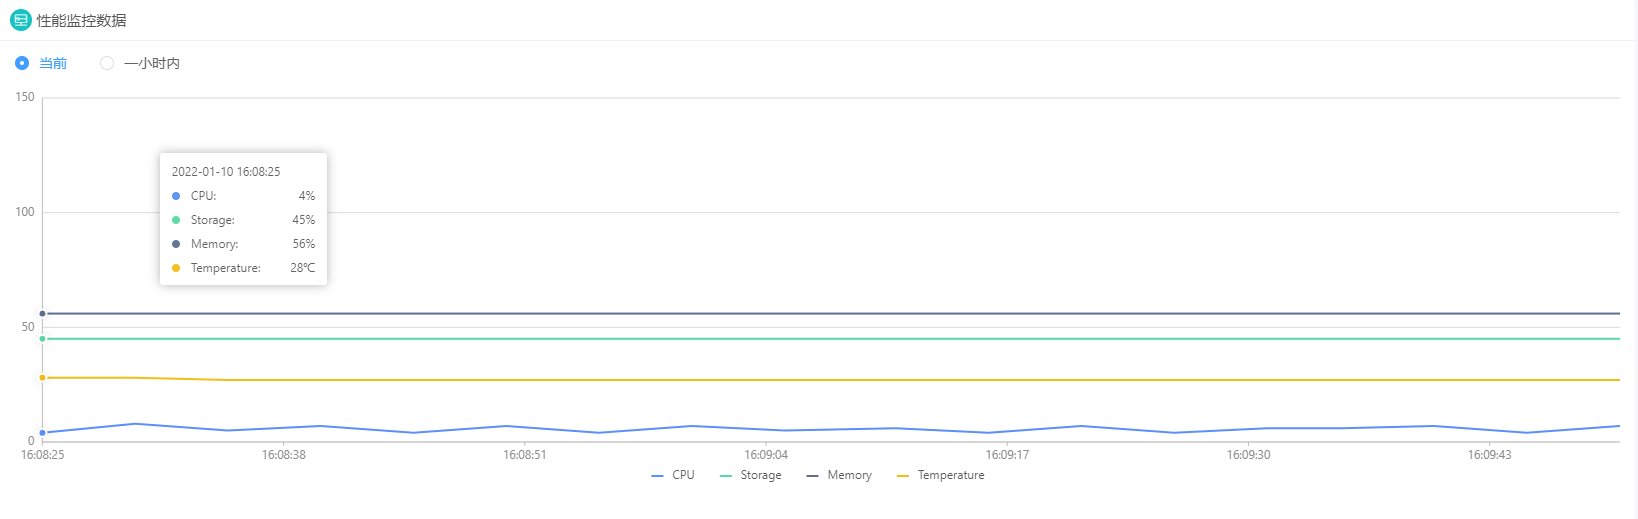 性能监控数据
当前 一小时内
150
2022-01-10 16:08:25
CPU: 4%
100
Storage: 45%
Memory: 56%
Temperature: 28℃
50
0
16:08:25 16:08:38 16:08:51 16:09:04 16:09:17 16:09:30 16:09:43
CPU Storage Memory Temperature